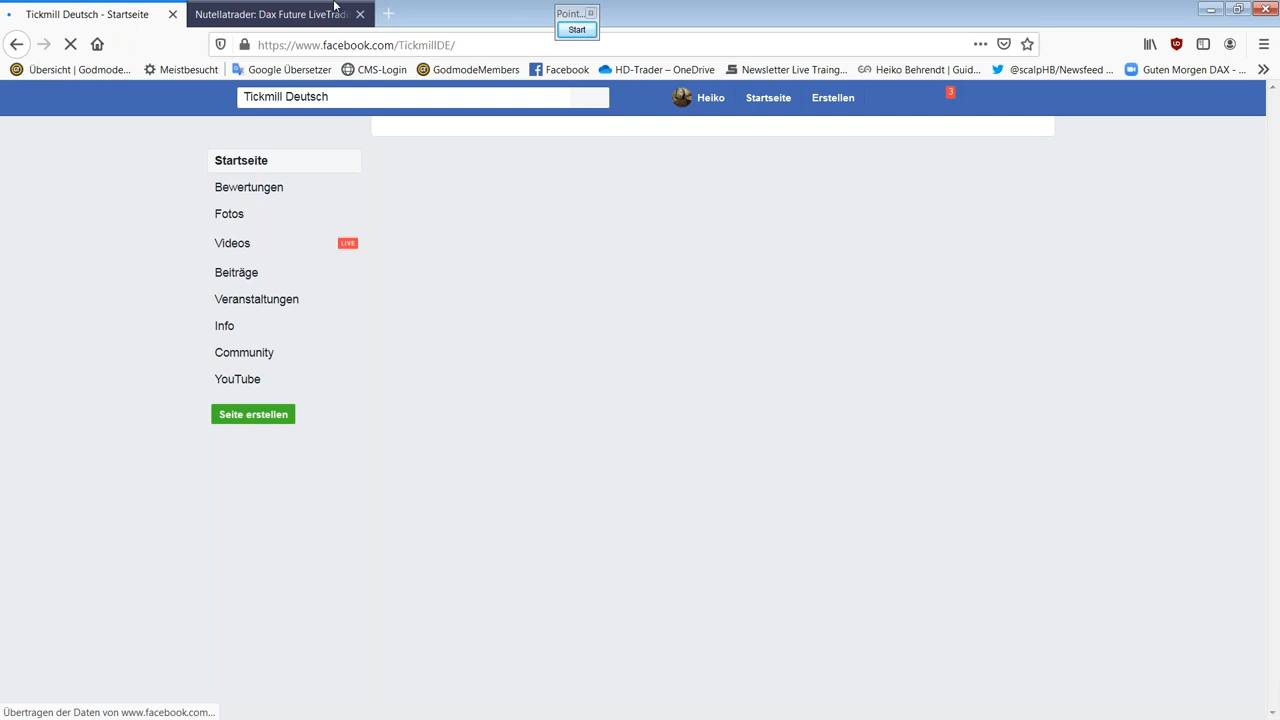 Tickmill Deutsch - Startseite
Nutellatrader: Dax Future LiveTradi
Point...
Start
https://www.facebook.com/TickmillDE/
Übersicht | Godmode...
Meistbesucht
Google Übersetzer
CMS-Login
GodmodeMembers
Facebook
HD-Trader – OneDrive
Newsletter Live Traing...
Heiko Behrendt | Guid...
@scalpHB/Newsfeed ...
Guten Morgen DAX - ...
Tickmill Deutsch
Heiko
Startseite
Erstellen
3
Startseite
Bewertungen
Fotos
Videos
LIVE
Beiträge
Veranstaltungen
Info
Community
YouTube
Seite erstellen
Übertragen der Daten von www.facebook.com...